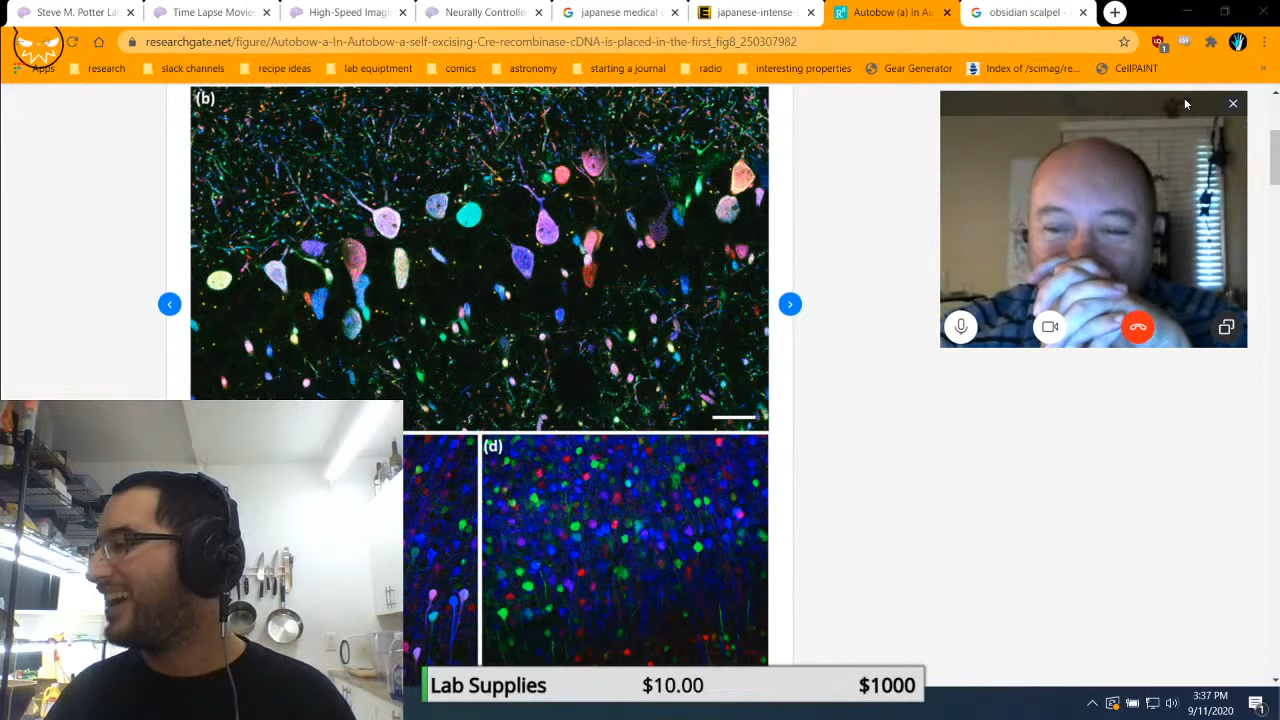 Steve M. Potter La
Time Lapse Movie
High-Speed Imagi
Neurally Controlle
japanese medical
japanese-intense-
Autobow (a) In Au
obsidian scalpel -
researchgate.net/figure/Autobow-a-In-Autobow-a-self-excising-Cre-recombinase-cDNA-is-placed-in-the-first_fig8_250307982
Apps
research
slack channels
recipe ideas
lab equiptment
comics
astronomy
starting a journal
radio
interesting properties
Gear Generator
Index of /scimag/re...
CellPAINT
(b)
(d)
Lab Supplies $10.00 $1000
3:37 PM
9/11/2020